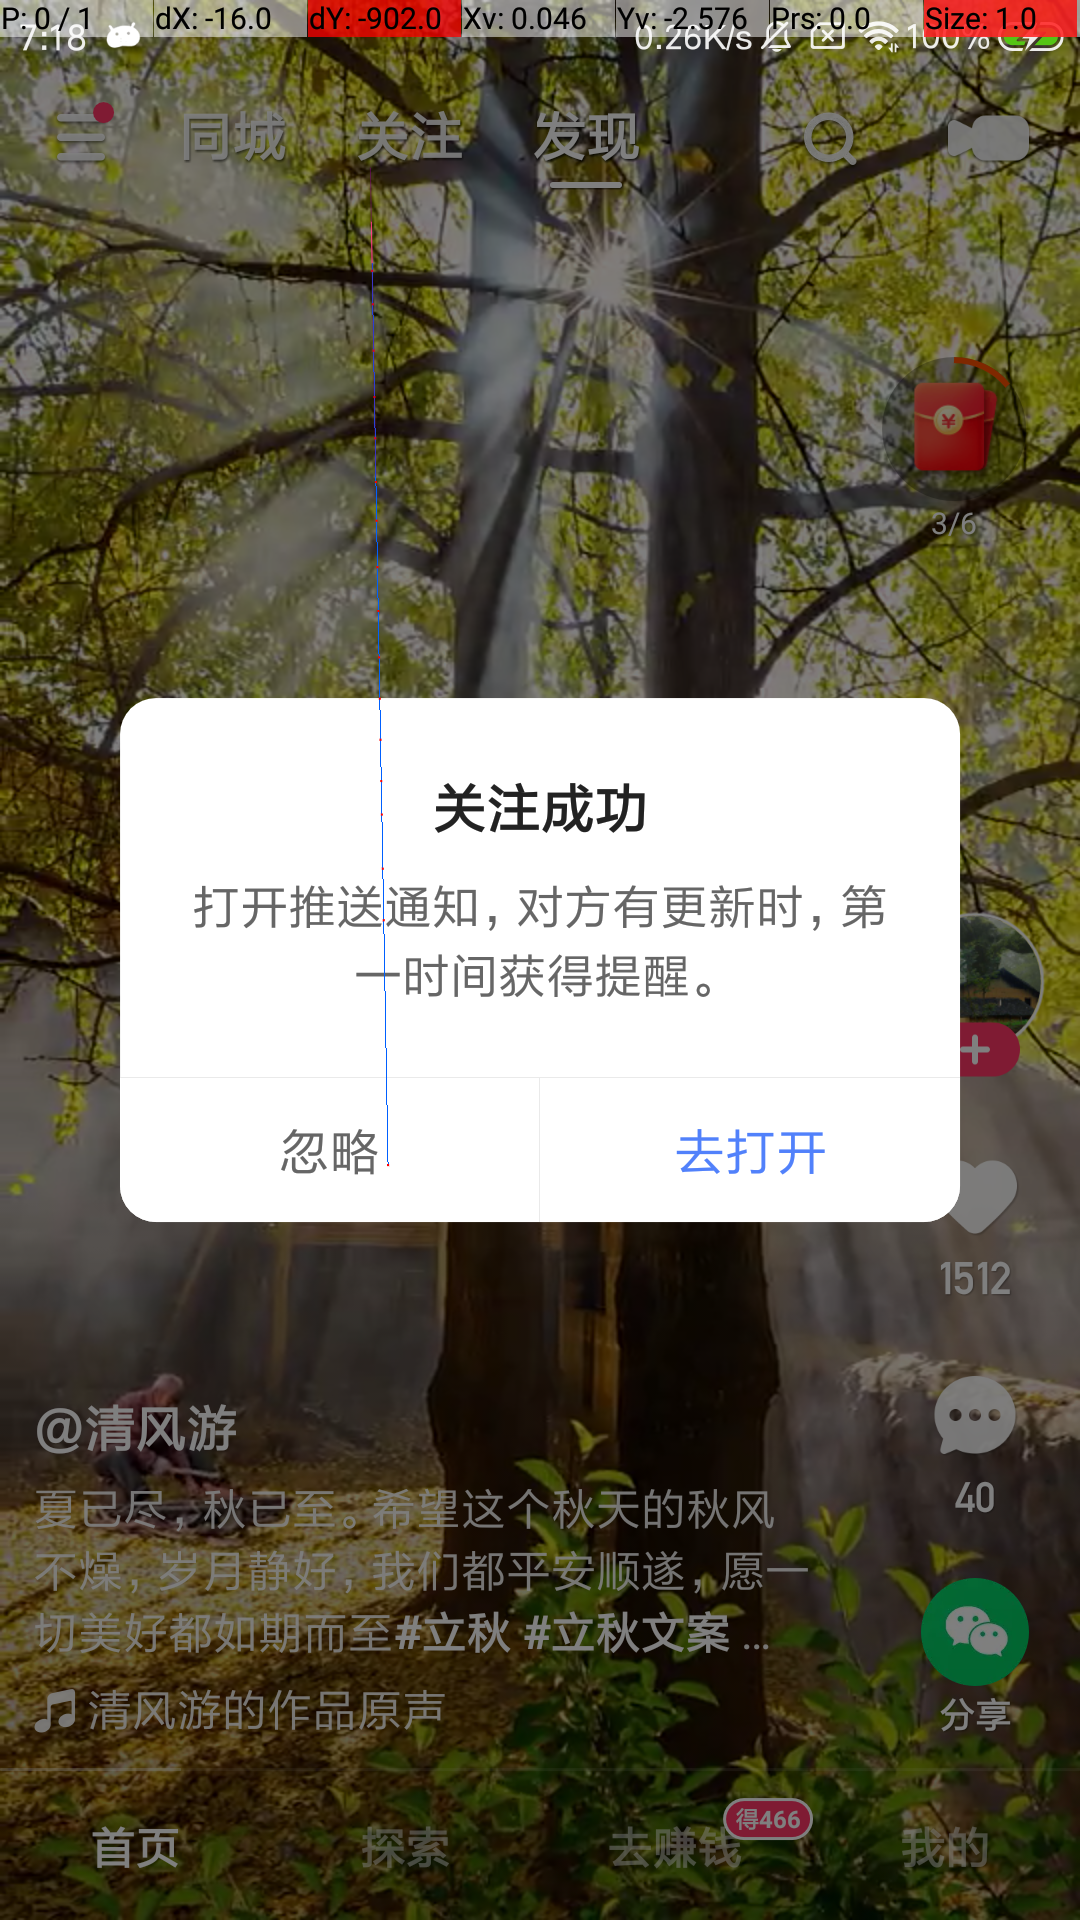 P: 0 / 1 dX: -16.0 dY: -902.0 Xv: 0.046 Yv: -2.576 Prs: 0.0 Size: 1.0
7:18 0.26K/s 100%
同城 关注 发现
¥
3/6
关注成功
打开推送通知，对方有更新时，第
一时间获得提醒。
忽略 去打开
1512
@清风游
40
夏已尽，秋已至。希望这个秋天的秋风
不燥，岁月静好，我们都平安顺遂，愿一
切美好都如期而至#立秋 #立秋文案 ...
清风游的作品原声
分享
首页 探索 去赚钱 得466 我的